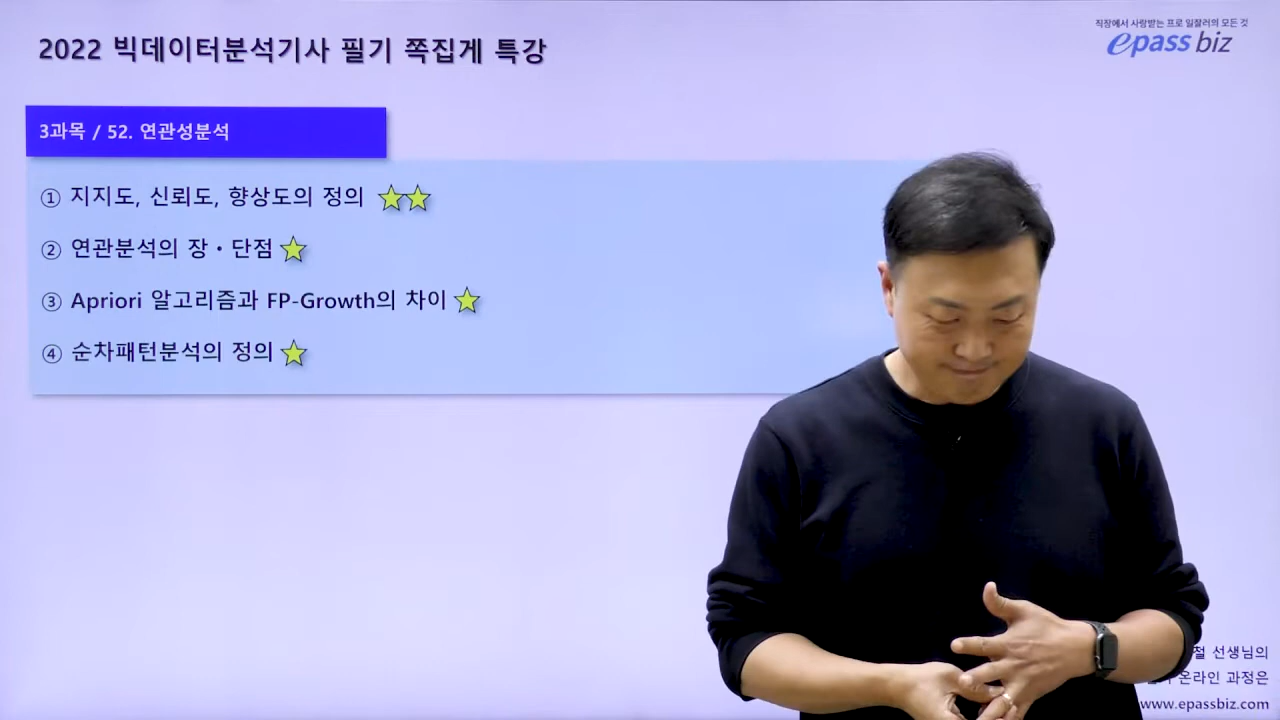 2022 빅데이터분석기사 필기 쪽집게 특강
직장에서 사랑받는 프로 일잘러의 모든 것
epass biz
3과목 / 52. 연관성분석
① 지지도, 신뢰도, 향상도의 정의
② 연관분석의 장·단점
③ Apriori 알고리즘과 FP-Growth의 차이
④ 순차패턴분석의 정의
선생님의
온라인 과정은
www.epassbiz.com